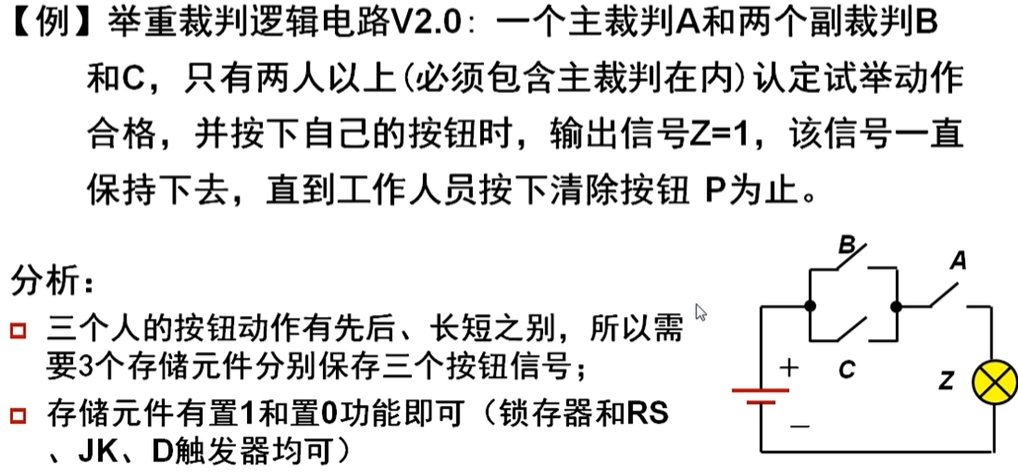 【例】举重裁判逻辑电路V2.0：一个主裁判A和两个副裁判B
和C，只有两人以上(必须包含主裁判在内)认定试举动作
合格，并按下自己的按钮时，输出信号Z=1，该信号一直
保持下去，直到工作人员按下清除按钮 P为止。
分析：
三个人的按钮动作有先后、长短之别，所以需
要3个存储元件分别保存三个按钮信号；
存储元件有置1和置0功能即可（锁存器和RS
、JK、D触发器均可）
B
A
+
C
Z
—